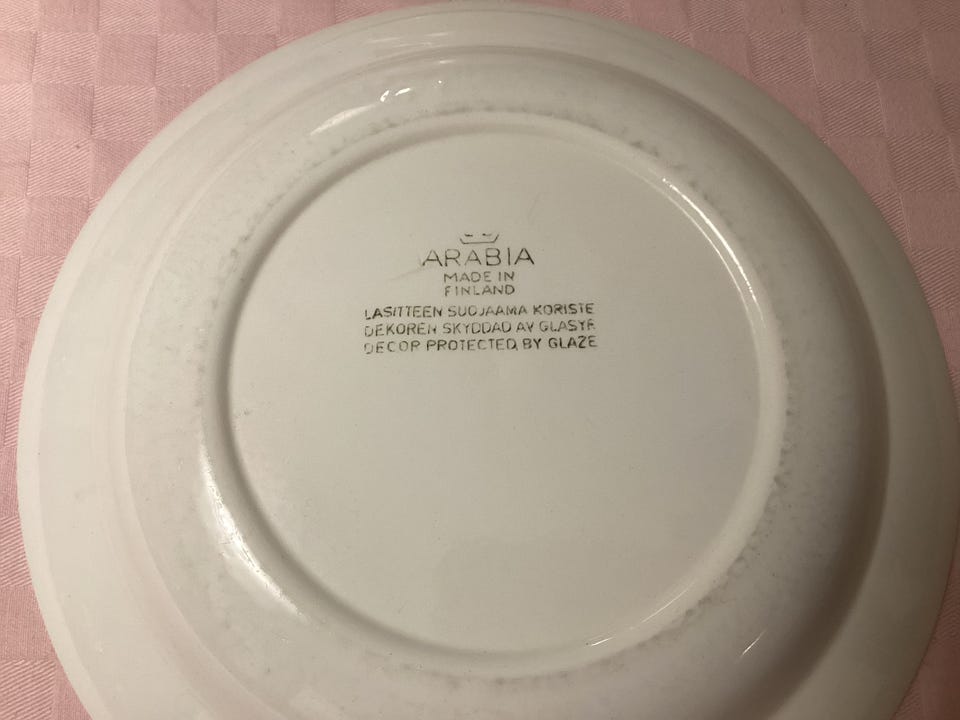 ARABIA
MADE IN
FINLAND
LASITTEEN SUOJAAMA KORISTE
DEKOREN SKYDDAD AV GLASYR
DECOR PROTECTED BY GLAZE